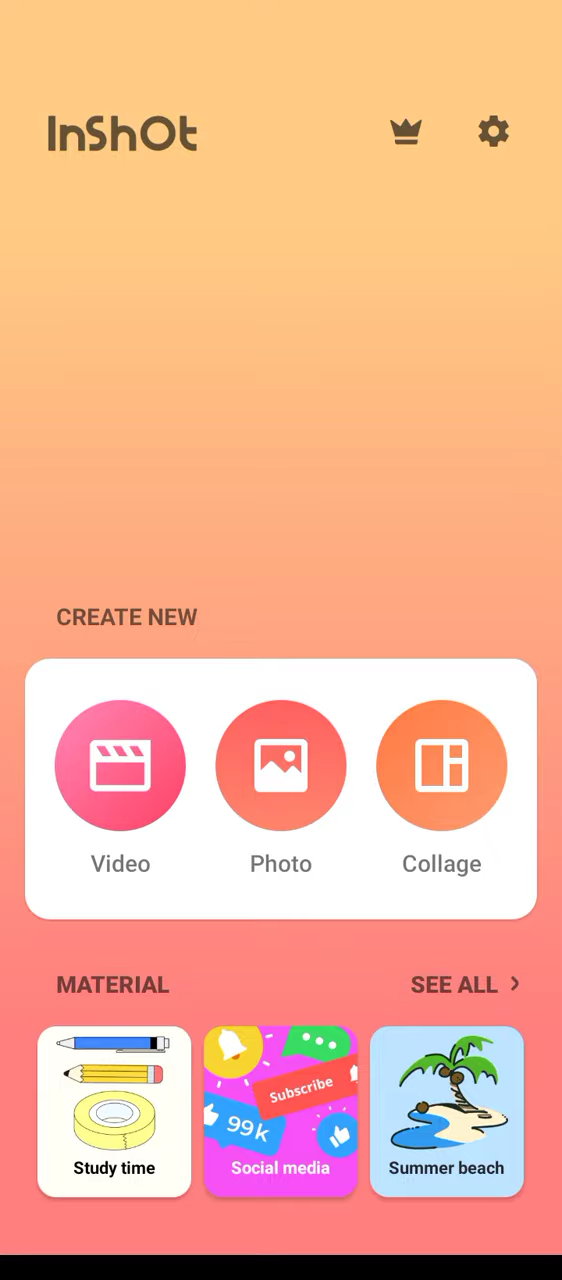 InShOt
CREATE NEW
Video
Photo
Collage
MATERIAL
SEE ALL
Study time
Subscribe
99k
Social media
Summer beach